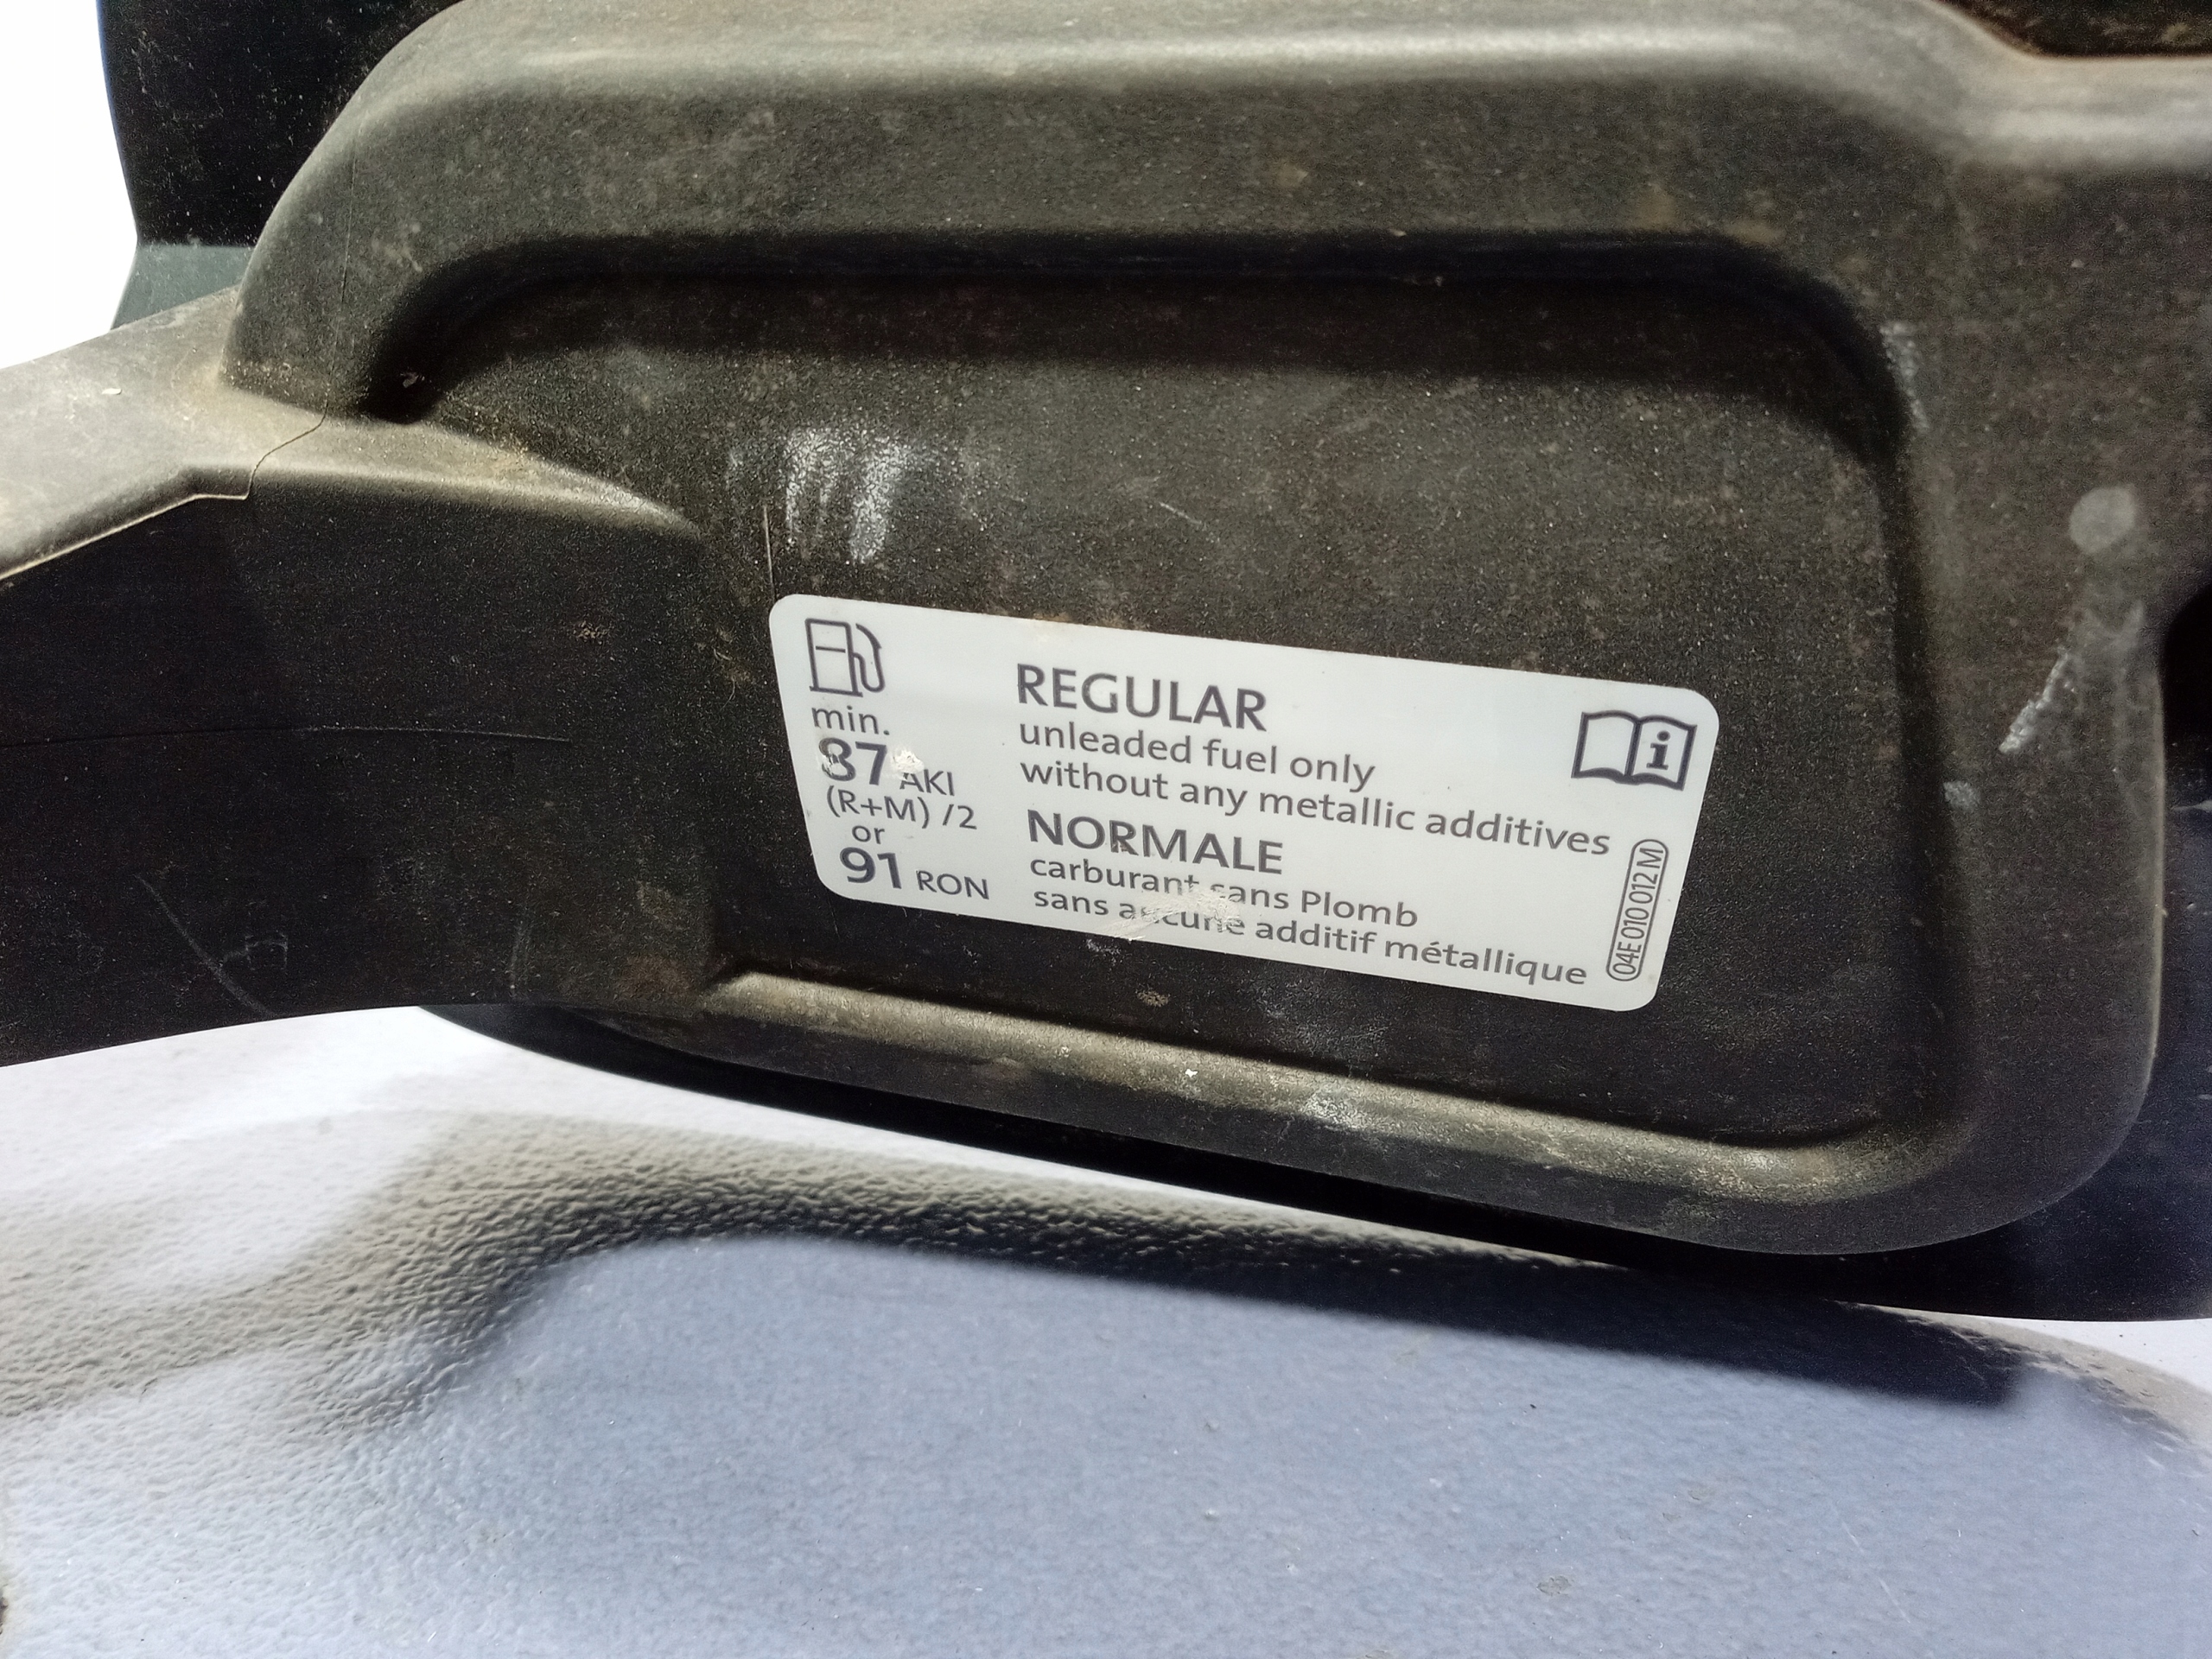 min.
87 AKI
(R+M) /2
or
91 RON
REGULAR
unleaded fuel only
without any metallic additives
NORMALE
carburant sans Plomb
sans aucune additif métallique
04E 010 012 M